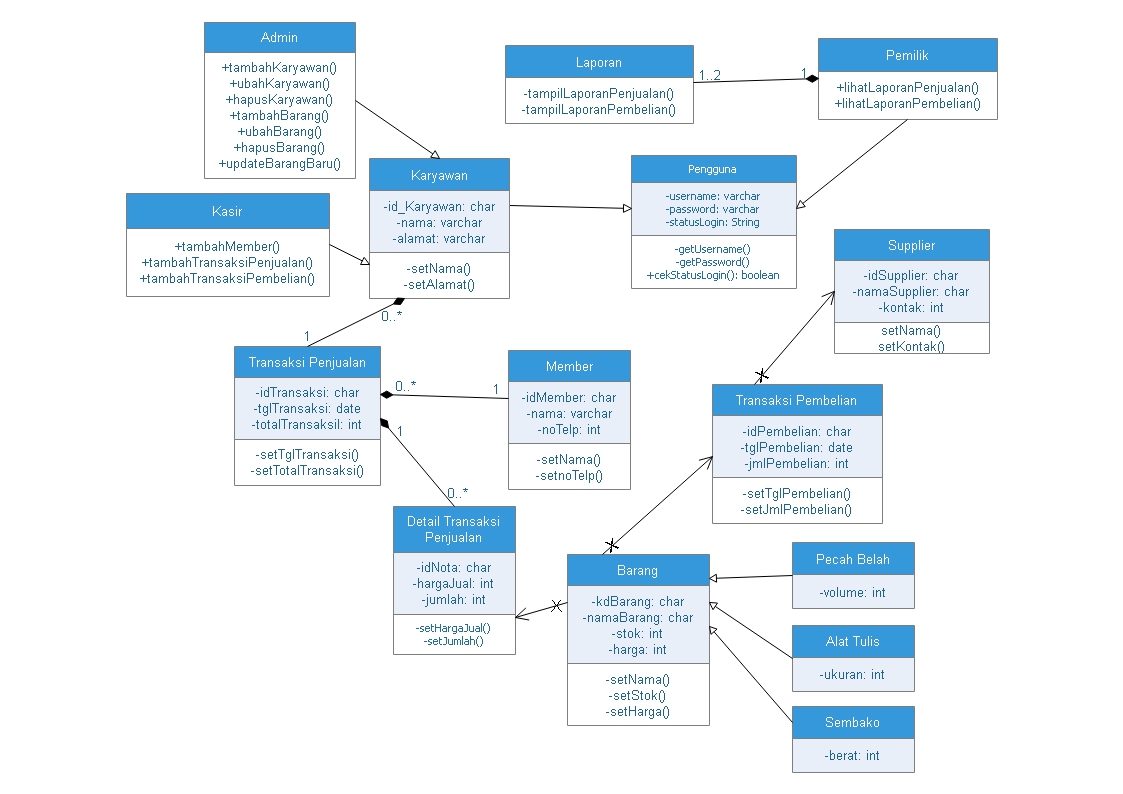 Admin
+tambahKaryawan()
+ubahKaryawan()
+hapusKaryawan()
+tambahBarang()
+ubahBarang()
+hapusBarang()
+updateBarangBaru()
Laporan
-tampilLaporanPenjualan()
-tampilLaporanPembelian()
1..2
1
Pemilik
+lihatLaporanPenjualan()
+lihatLaporanPembelian()
Karyawan
-id_Karyawan: char
-nama: varchar
-alamat: varchar
-setNama()
-setAlamat()
Pengguna
-username: varchar
-password: varchar
-statusLogin: String
-getUsername()
-getPassword()
+cekStatusLogin(): boolean
Kasir
+tambahMember()
+tambahTransaksiPenjualan()
+tambahTransaksiPembelian()
Supplier
-idSupplier: char
-namaSupplier: char
-kontak: int
setNama()
setKontak()
0..*
1
Transaksi Penjualan
-idTransaksi: char
-tglTransaksi: date
-totalTransaksiI: int
-setTglTransaksi()
-setTotalTransaksi()
0..*
1
Member
-idMember: char
-nama: varchar
-noTelp: int
-setNama()
-setnoTelp()
Transaksi Pembelian
-idPembelian: char
-tglPembelian: date
-jmlPembelian: int
-setTglPembelian()
-setJmlPembelian()
1
0..*
Detail Transaksi
Penjualan
-idNota: char
-hargaJual: int
-jumlah: int
-setHargaJual()
-setJumlah()
Barang
-kdBarang: char
-namaBarang: char
-stok: int
-harga: int
-setNama()
-setStok()
-setHarga()
Pecah Belah
-volume: int
Alat Tulis
-ukuran: int
Sembako
-berat: int